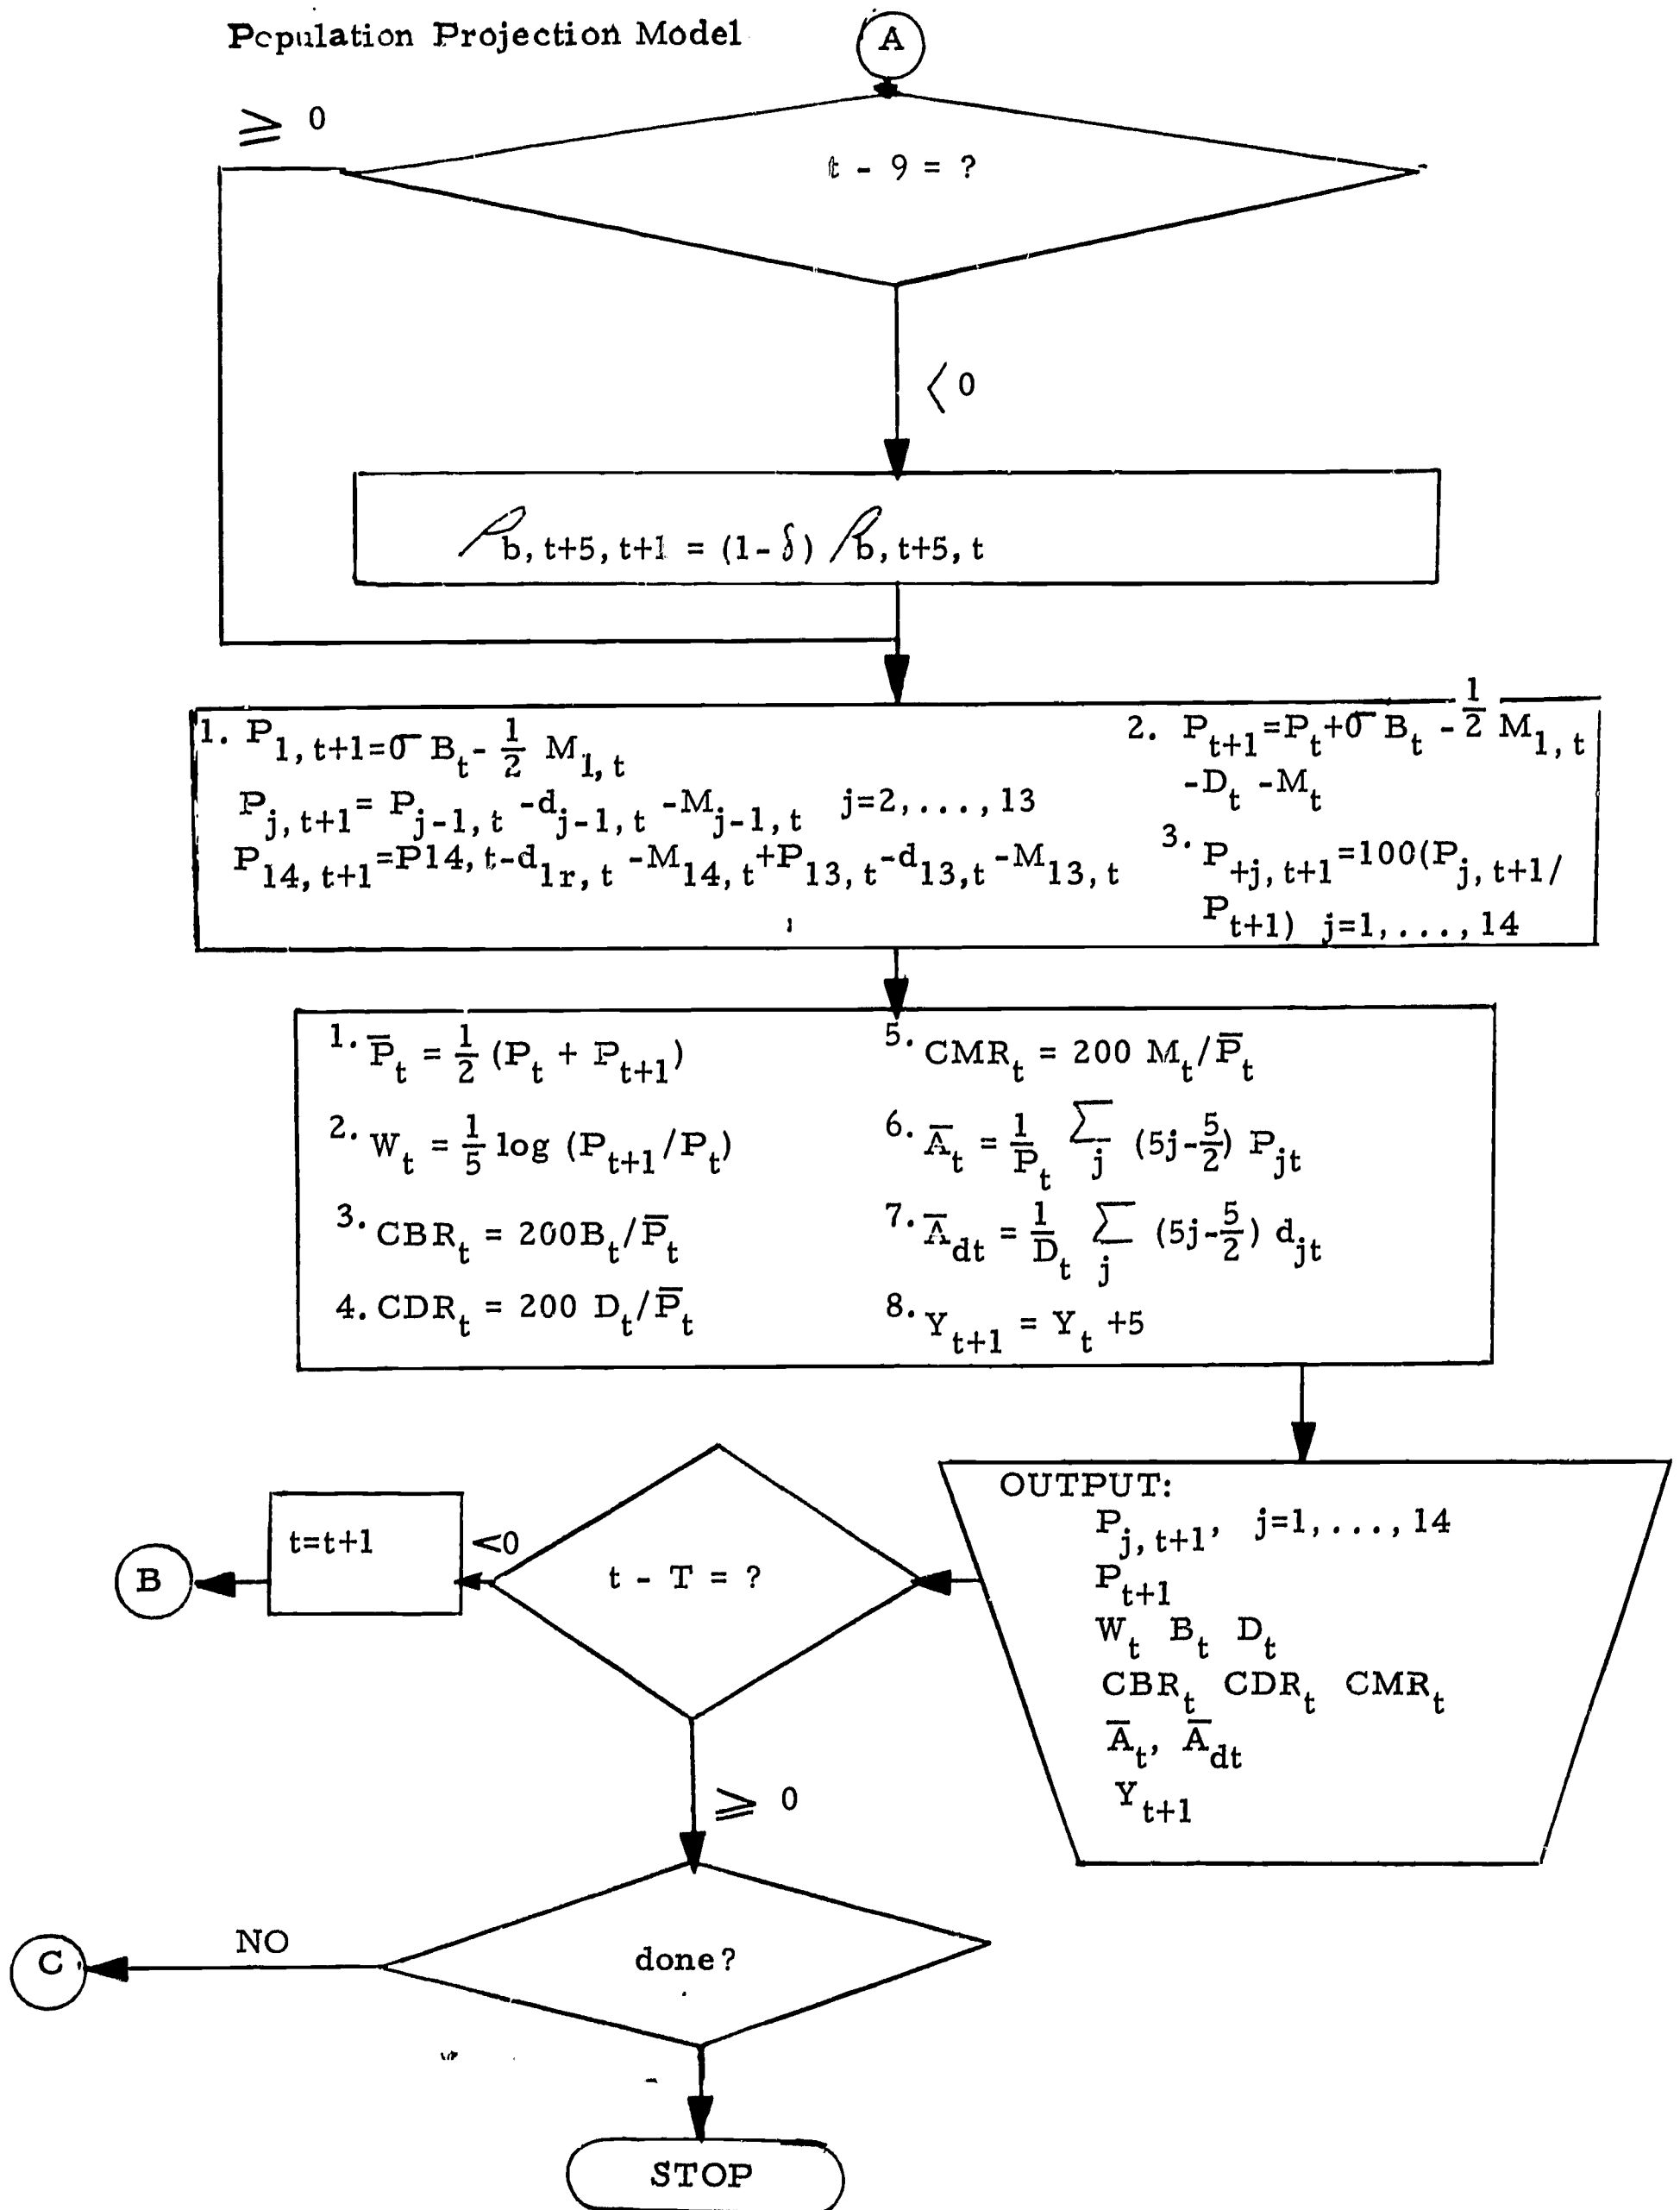 Population Projection Model
A
≥ 0
t - 9 = ?
< 0
ρb, t+5, t+1 = (1-δ) ρb, t+5, t
1. P1, t+1=σ Bt- 1/2 M1, t
Pj, t+1= Pj-1, t -dj-1, t -Mj-1, t j=2, . . . , 13
P14, t+1=P14, t-d1r, t -M14, t+P13, t-d13,t -M13, t
2. Pt+1=Pt+σ Bt - 1/2 M1, t
-Dt -Mt
3. P+j, t+1=100(Pj, t+1/
Pt+1) j=1, . . . , 14
1. P̅t = 1/2 (Pt + Pt+1)
2. Wt = 1/5 log (Pt+1/Pt)
3. CBRt = 200Bt/P̅t
4. CDRt = 200 Dt/P̅t
5. CMRt = 200 Mt/P̅t
6. A̅t = 1/Pt ∑j (5j-5/2) Pjt
7. A̅dt = 1/Dt ∑j (5j-5/2) djt
8. Yt+1 = Yt +5
OUTPUT:
Pj, t+1, j=1, . . . , 14
Pt+1
Wt Bt Dt
CBRt CDRt CMRt
A̅t, A̅dt
Yt+1
t - T = ?
<0
t=t+1
B
≥ 0
done?
NO
C
STOP